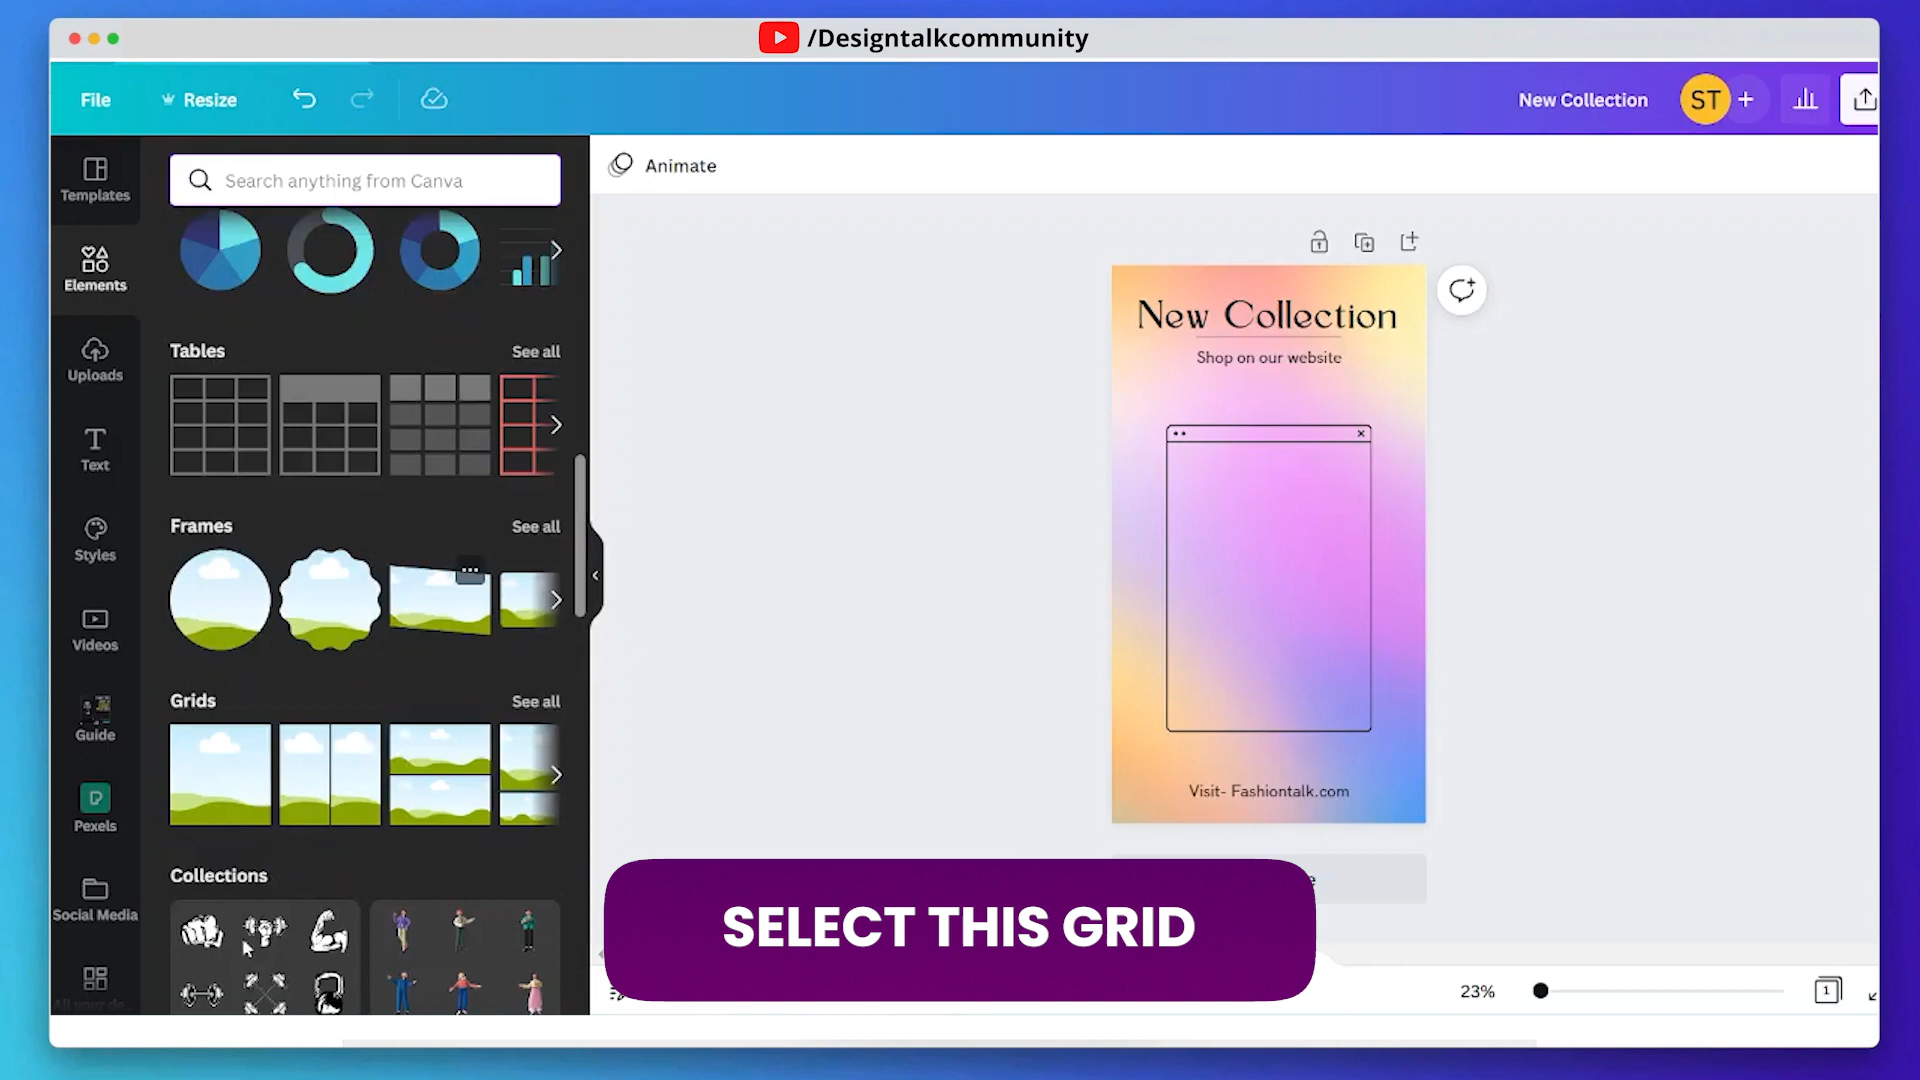 /Designtalkcommunity
File
Resize
New Collection
ST
Templates
Search anything from Canva
Animate
Elements
Uploads
Tables
See all
Text
Styles
Frames
See all
Videos
Guide
Grids
See all
Pexels
Collections
Social Media
New Collection
Shop on our website
Visit- Fashiontalk.com
SELECT THIS GRID
23%
1